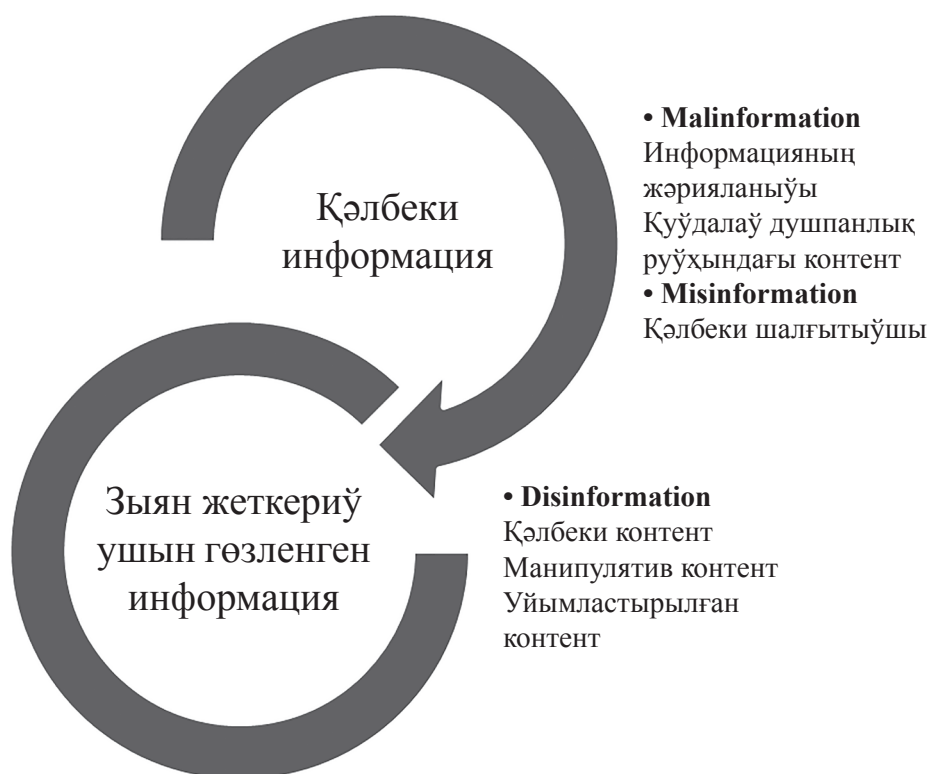 Қәлбеки
информация
• Malinformation
Информацияның
жәрияланыўы
Қуўдалаў душпанлық
руўҳындағы контент
• Misinformation
Қәлбеки шалғытыўшы
Зыян жеткериў
ушын гөзленген
информация
• Disinformation
Қәлбеки контент
Манипулятив контент
Уйымластырылған
контент